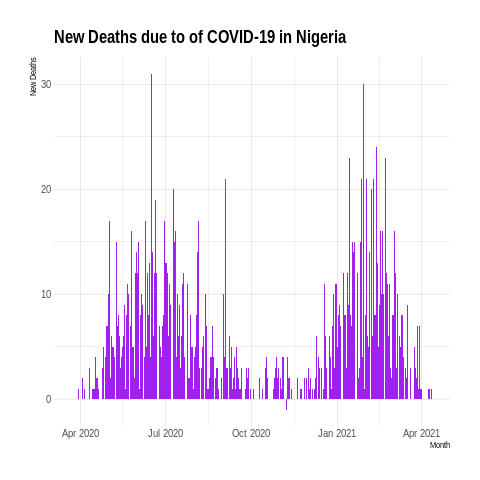 New Deaths due to of COVID-19 in Nigeria
New Deaths
30
20
10
0
Apr 2020 Jul 2020 Oct 2020 Jan 2021 Apr 2021
Month